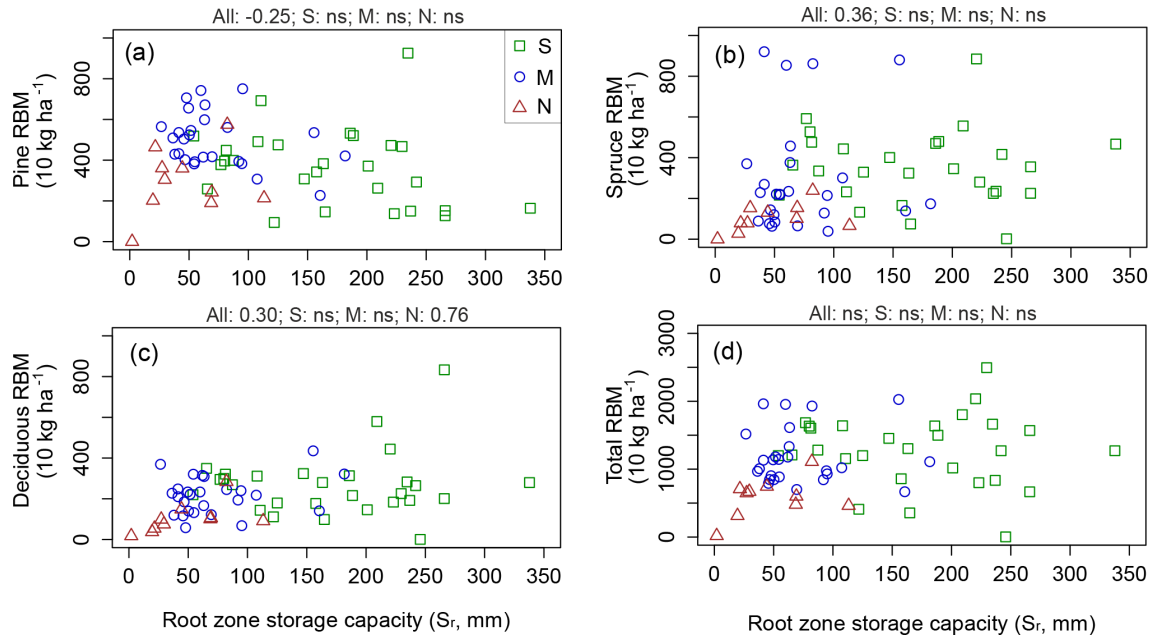 All: -0.25; S: ns; M: ns; N: ns
(a)
S
M
N
Pine RBM
(10 kg ha⁻¹)
0
400
800
0 50 100 150 200 250 300 350
All: 0.36; S: ns; M: ns; N: ns
(b)
Spruce RBM
(10 kg ha⁻¹)
0
400
800
0 50 100 150 200 250 300 350
All: 0.30; S: ns; M: ns; N: 0.76
(c)
Deciduous RBM
(10 kg ha⁻¹)
0
400
800
0 50 100 150 200 250 300 350
Root zone storage capacity (Sr, mm)
All: ns; S: ns; M: ns; N: ns
(d)
Total RBM
(10 kg ha⁻¹)
0
1000
2000
3000
0 50 100 150 200 250 300 350
Root zone storage capacity (Sr, mm)